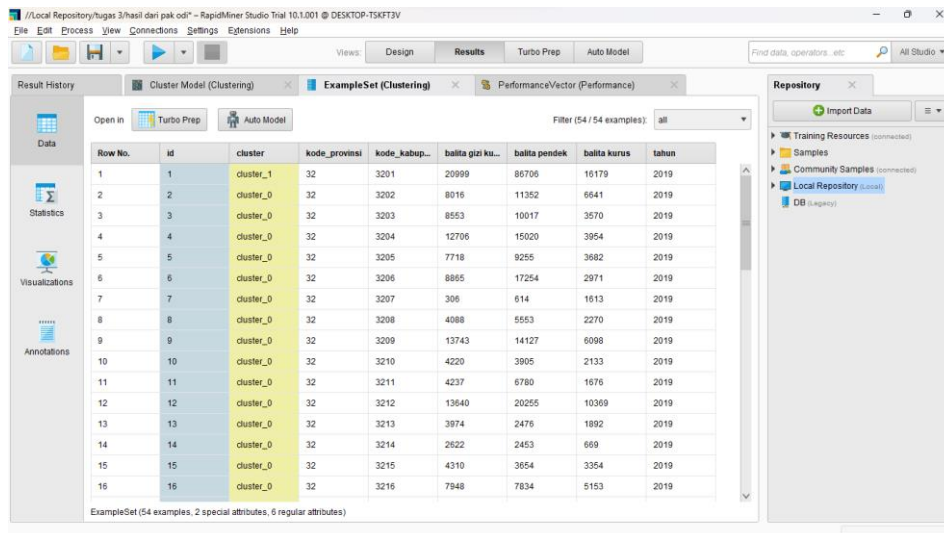 //Local Repository/tugas 3/hasil dari pak odi* – RapidMiner Studio Trial 10.1.001 @ DESKTOP-TSKFT3V
File Edit Process View Connections Settings Extensions Help
Views: Design Results Turbo Prep Auto Model Find data, operators...etc All Studio
Result History Cluster Model (Clustering) ExampleSet (Clustering) PerformanceVector (Performance) Repository
Data
Statistics
Visualizations
Annotations
Open in Turbo Prep Auto Model Filter (54 / 54 examples): all
Row No. id cluster kode_provinsi kode_kabup... balita gizi ku... balita pendek balita kurus tahun
1 1 cluster_1 32 3201 20999 86706 16179 2019
2 2 cluster_0 32 3202 8016 11352 6641 2019
3 3 cluster_0 32 3203 8553 10017 3570 2019
4 4 cluster_0 32 3204 12706 15020 3954 2019
5 5 cluster_0 32 3205 7718 9255 3682 2019
6 6 cluster_0 32 3206 8865 17254 2971 2019
7 7 cluster_0 32 3207 306 614 1613 2019
8 8 cluster_0 32 3208 4088 5553 2270 2019
9 9 cluster_0 32 3209 13743 14127 6098 2019
10 10 cluster_0 32 3210 4220 3905 2133 2019
11 11 cluster_0 32 3211 4237 6780 1676 2019
12 12 cluster_0 32 3212 13640 20255 10369 2019
13 13 cluster_0 32 3213 3974 2476 1892 2019
14 14 cluster_0 32 3214 2622 2453 669 2019
15 15 cluster_0 32 3215 4310 3654 3354 2019
16 16 cluster_0 32 3216 7948 7834 5153 2019
ExampleSet (54 examples, 2 special attributes, 6 regular attributes)
Import Data
Training Resources (connected)
Samples
Community Samples (connected)
Local Repository (Local)
DB (Legacy)